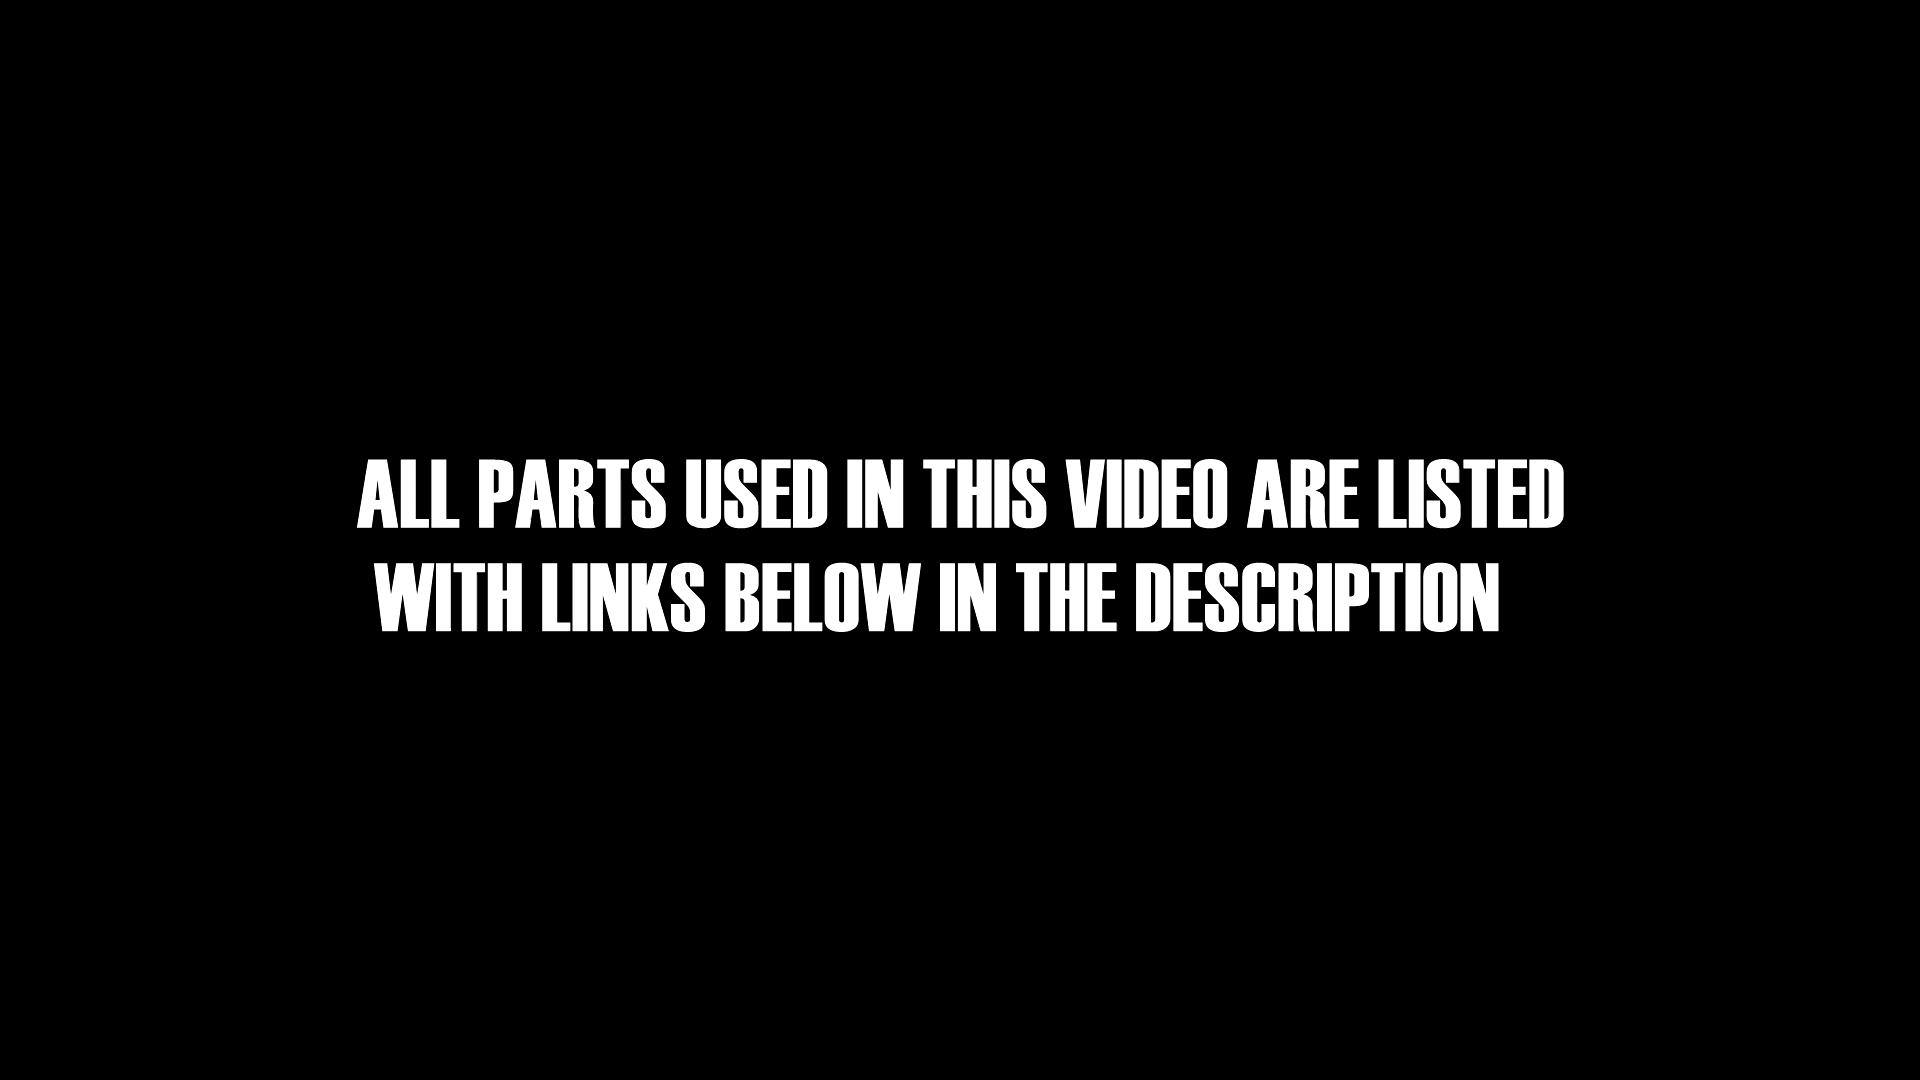 ALL PARTS USED IN THIS VIDEO ARE LISTED
WITH LINKS BELOW IN THE DESCRIPTION